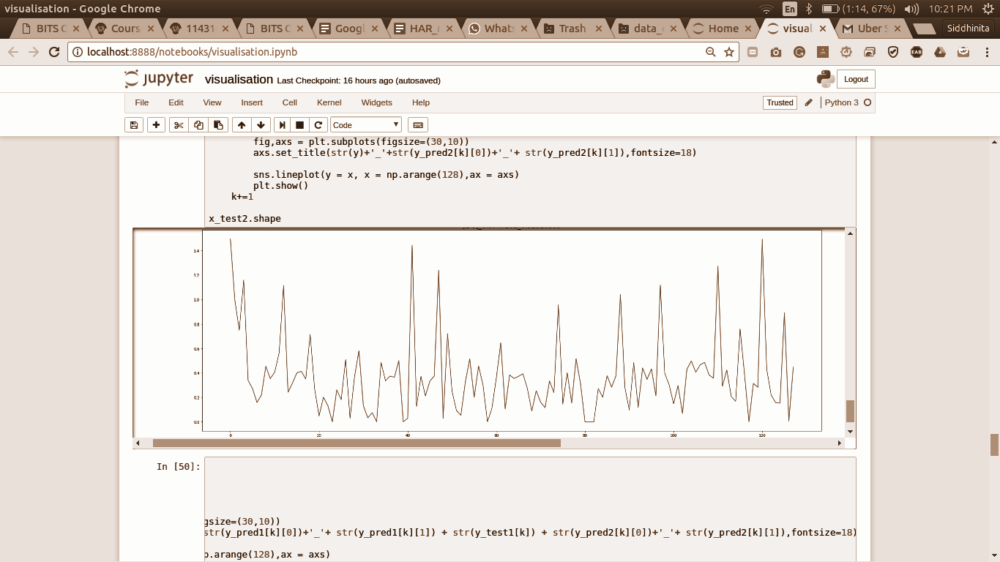 visualisation - Google Chrome
En
(1:14, 67%)
10:21 PM
BITS C
Cours
11431
BITS C
Googl
HAR_r
Whats
Trash
data_
Home
visual
Uber S
Siddhinita
localhost:8888/notebooks/visualisation.ipynb
EAB
jupyter
visualisation Last Checkpoint: 16 hours ago (autosaved)
Logout
File Edit View Insert Cell Kernel Widgets Help
Trusted
Python 3
Code
fig,axs = plt.subplots(figsize=(30,10))
axs.set_title(str(y)+'_'+str(y_pred2[k][0])+'_'+ str(y_pred2[k][1]),fontsize=18)
sns.lineplot(y = x, x = np.arange(128),ax = axs)
plt.show()
k+=1
x_test2.shape
1.4
1.2
1.0
0.8
0.6
0.4
0.2
0.0
0 20 40 60 80 100 120
In [50]:
gsize=(30,10))
str(y_pred1[k][0])+'_'+ str(y_pred1[k][1]) + str(y_test1[k]) + str(y_pred2[k][0])+'_'+ str(y_pred2[k][1]),fontsize=18)
p.arange(128),ax = axs)